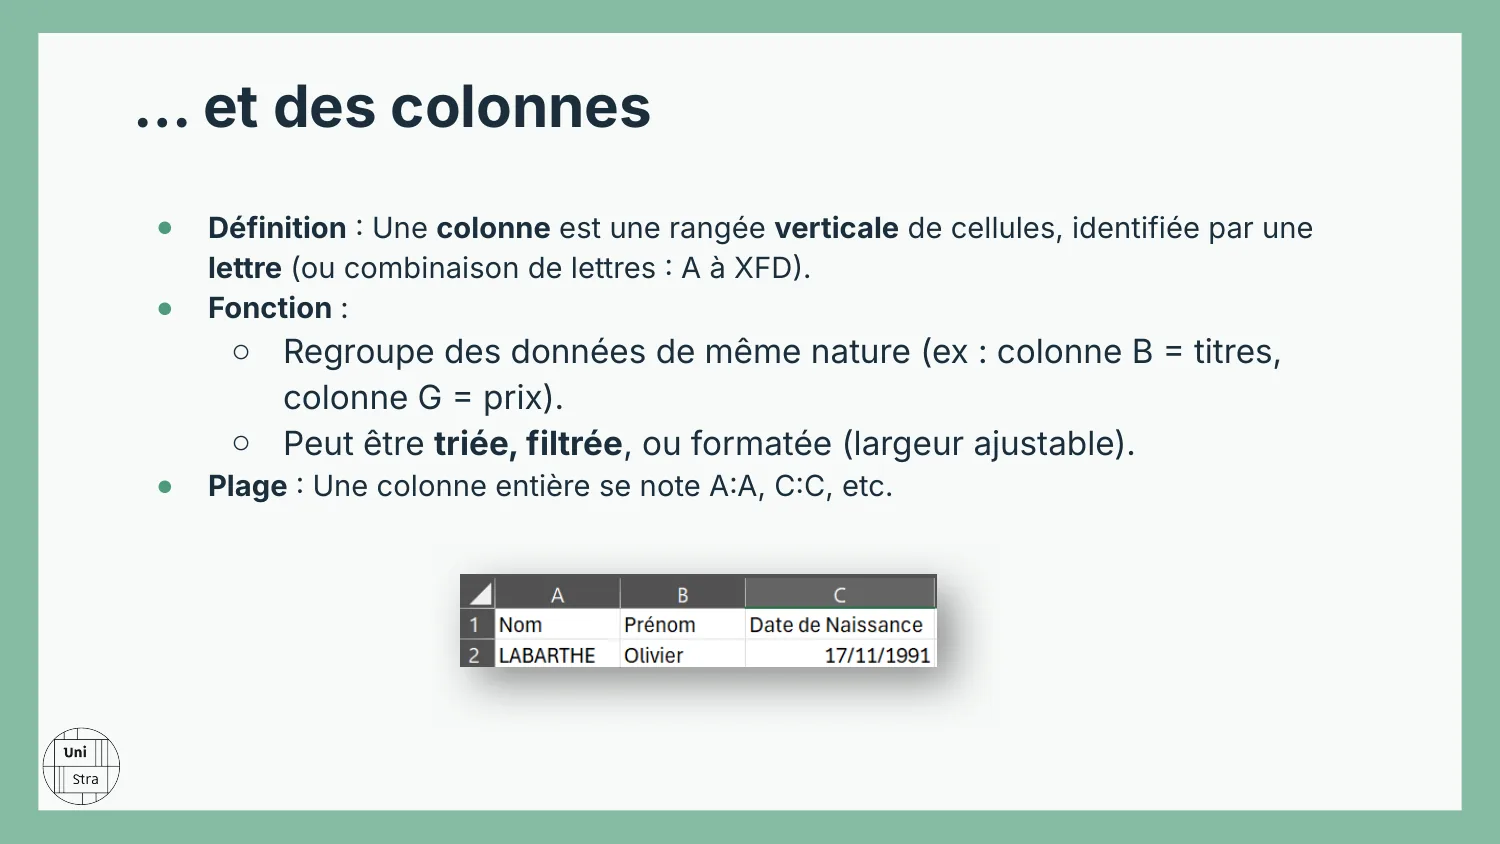 ... et des colonnes
● Définition : Une colonne est une rangée verticale de cellules, identifiée par une
lettre (ou combinaison de lettres : A à XFD).
● Fonction :
○ Regroupe des données de même nature (ex : colonne B = titres,
colonne G = prix).
○ Peut être triée, filtrée, ou formatée (largeur ajustable).
● Plage : Une colonne entière se note A:A, C:C, etc.
A B C
1 Nom Prénom Date de Naissance
2 LABARTHE Olivier 17/11/1991
Uni
Stra